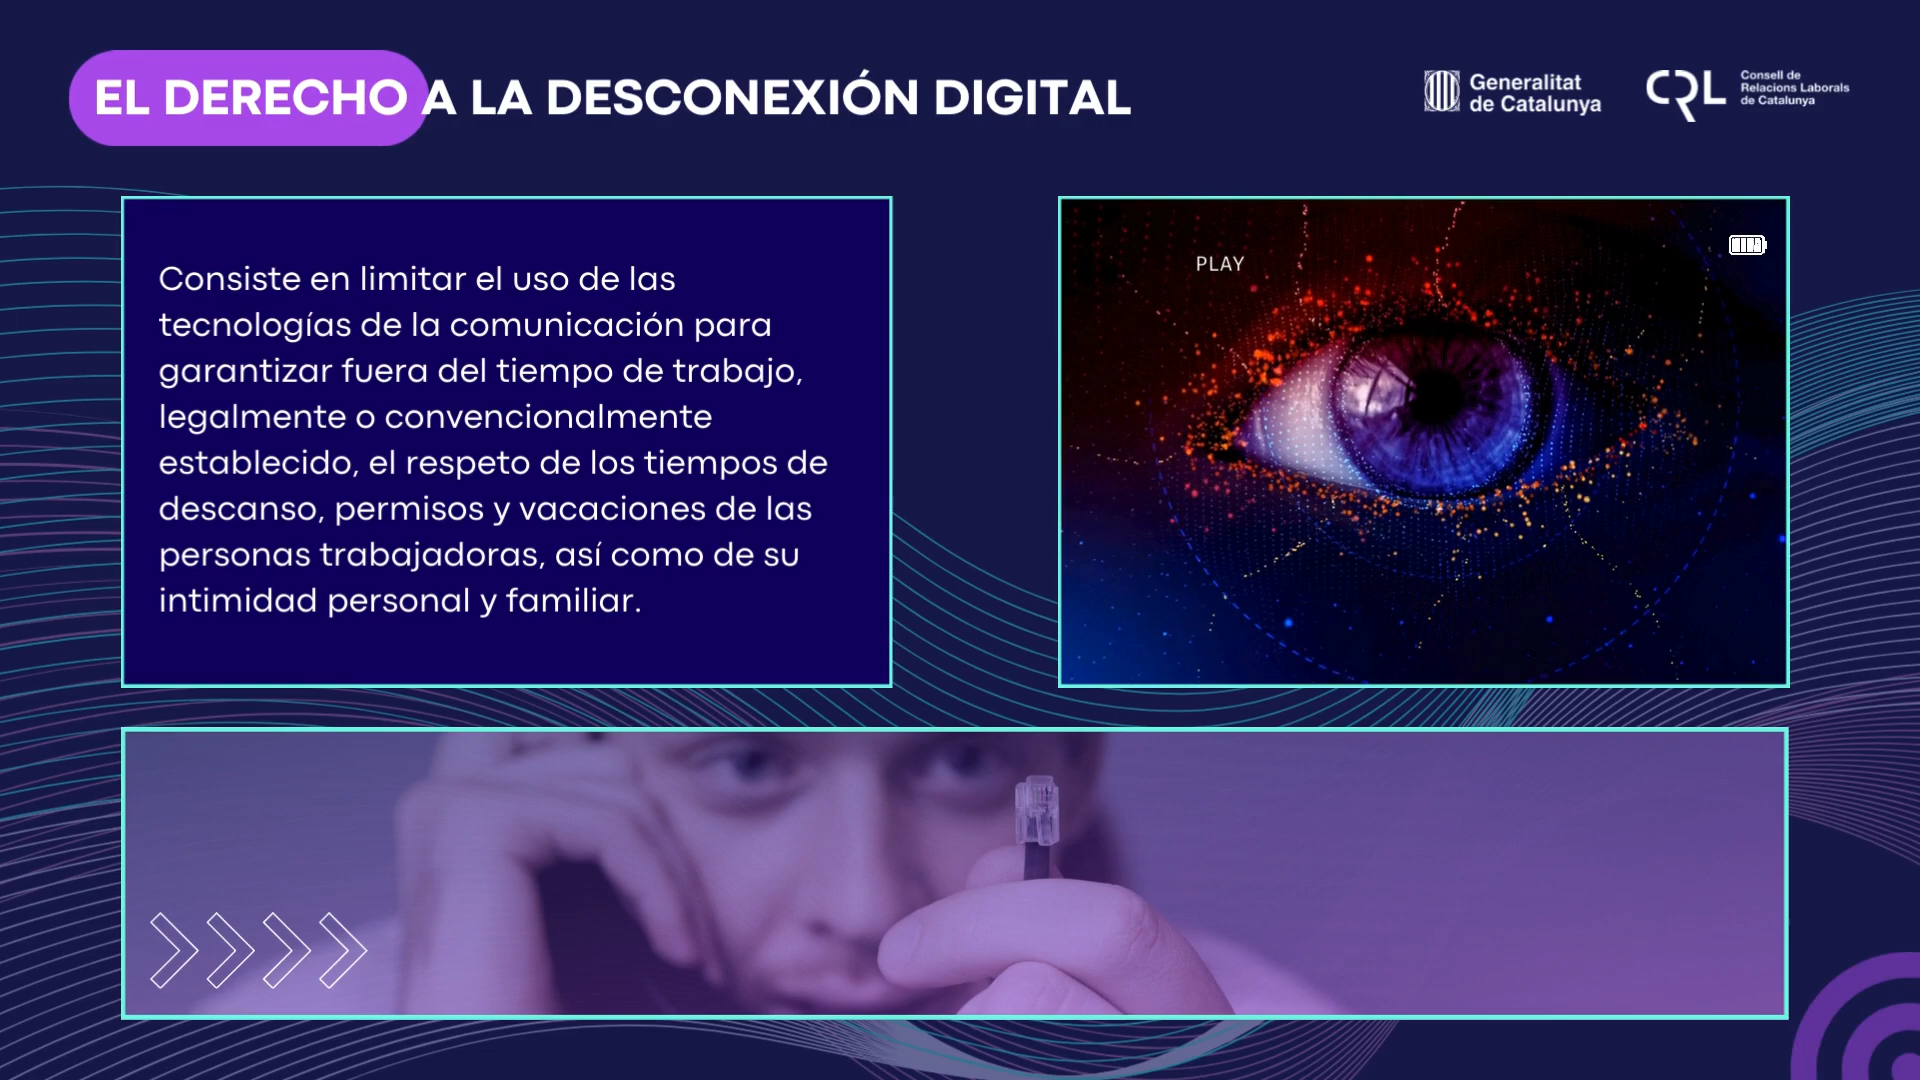 EL DERECHO A LA DESCONEXIÓN DIGITAL
Generalitat
de Catalunya
CRL
Consell de
Relacions Laborals
de Catalunya
Consiste en limitar el uso de las
tecnologías de la comunicación para
garantizar fuera del tiempo de trabajo,
legalmente o convencionalmente
establecido, el respeto de los tiempos de
descanso, permisos y vacaciones de las
personas trabajadoras, así como de su
intimidad personal y familiar.
PLAY